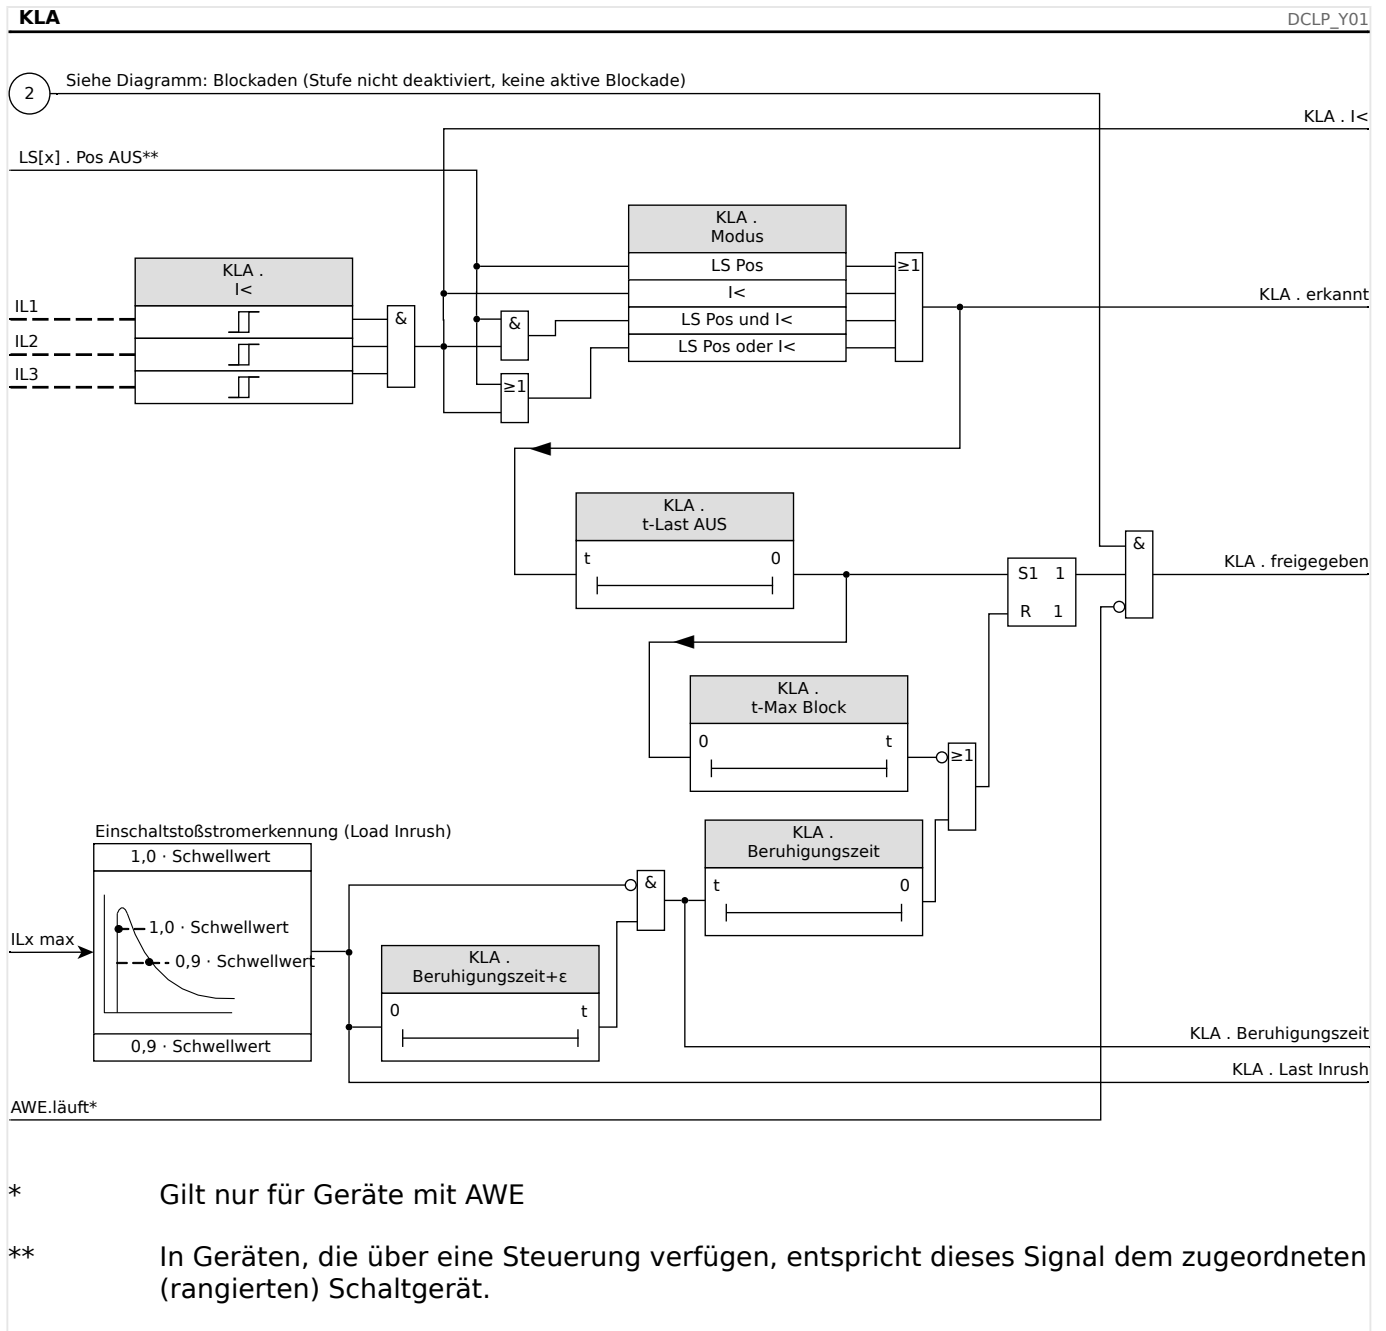 KLA
DCLP_Y01
2
Siehe Diagramm: Blockaden (Stufe nicht deaktiviert, keine aktive Blockade)
KLA . I<
LS[x] . Pos AUS**
KLA .
Modus
LS Pos
I<
LS Pos und I<
LS Pos oder I<
≥1
KLA . erkannt
KLA .
I<
IL1
IL2
IL3
&
&
≥1
KLA .
t-Last AUS
t 0
S1 1
R 1
&
KLA . freigegeben
KLA .
t-Max Block
0 t
≥1
Einschaltstoßstromerkennung (Load Inrush)
1,0 · Schwellwert
1,0 · Schwellwert
0,9 · Schwellwert
0,9 · Schwellwert
ILx max
&
KLA .
Beruhigungszeit
t 0
KLA .
Beruhigungszeit+ε
0 t
KLA . Beruhigungszeit
KLA . Last Inrush
AWE.läuft*
* Gilt nur für Geräte mit AWE
** In Geräten, die über eine Steuerung verfügen, entspricht dieses Signal dem zugeordneten
(rangierten) Schaltgerät.